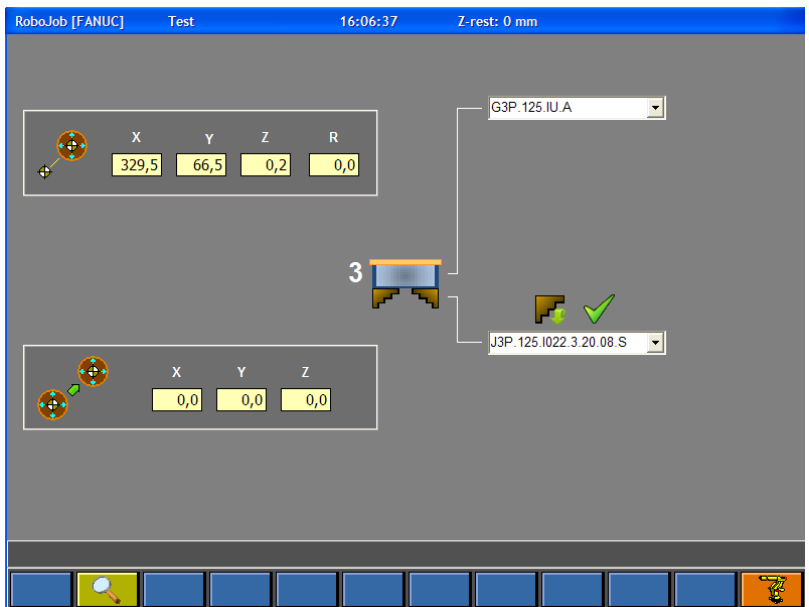 RoboJob [FANUC] Test 16:06:37 Z-rest: 0 mm
G3P.125.IU.A
X Y Z R
329,5 66,5 0,2 0,0
3
J3P.125.I022.3.20.08.S
X Y Z
0,0 0,0 0,0